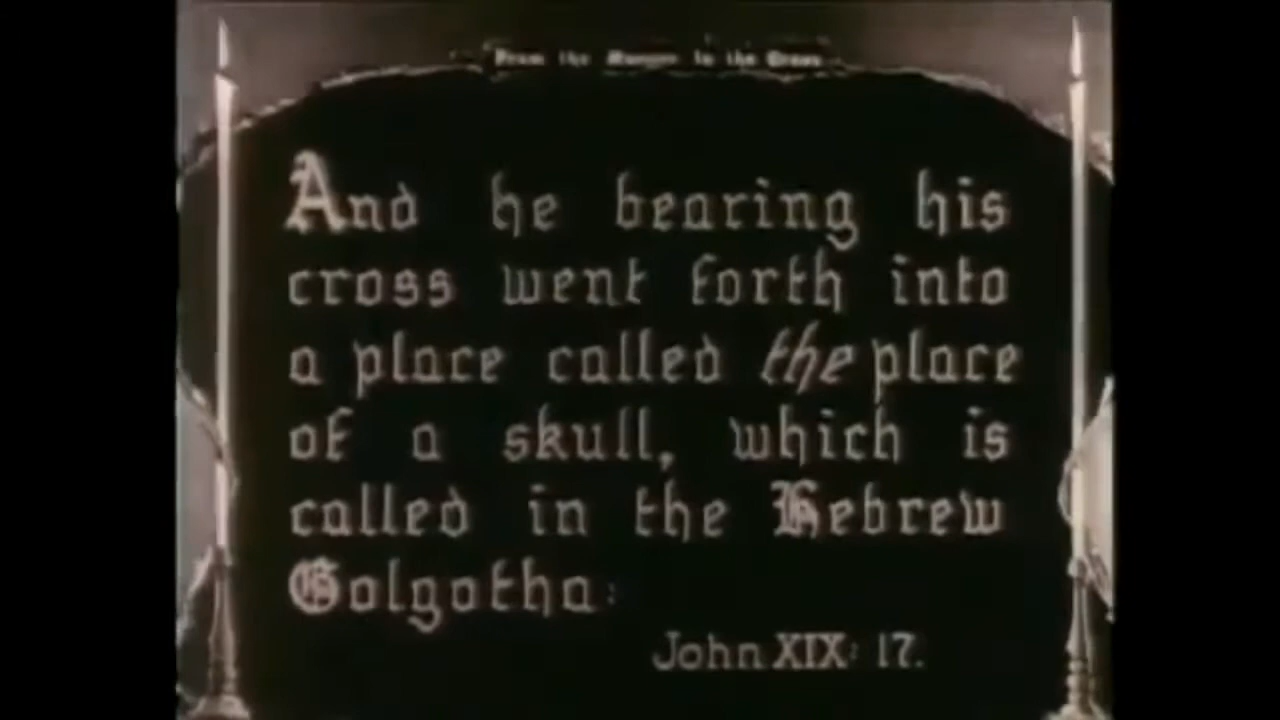 From the Manger to the Cross
And he bearing his
cross went forth into
a place called the place
of a skull, which is
called in the Hebrew
Golgotha:
John XIX: 17.